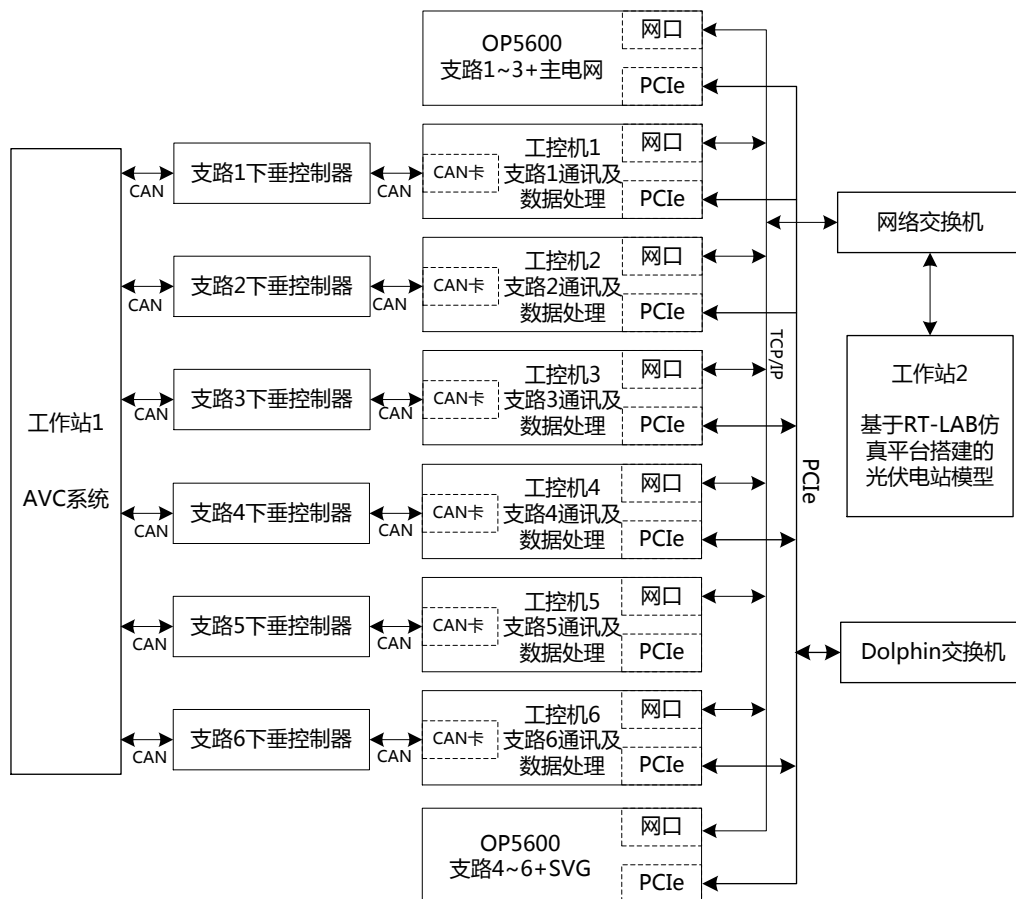 OP5600
支路1~3+主电网
网口
PCIe
工作站1
AVC系统
CAN
支路1下垂控制器
CAN
CAN卡
工控机1
支路1通讯及
数据处理
网口
PCIe
CAN
支路2下垂控制器
CAN
CAN卡
工控机2
支路2通讯及
数据处理
网口
PCIe
CAN
支路3下垂控制器
CAN
CAN卡
工控机3
支路3通讯及
数据处理
网口
PCIe
CAN
支路4下垂控制器
CAN
CAN卡
工控机4
支路4通讯及
数据处理
网口
PCIe
CAN
支路5下垂控制器
CAN
CAN卡
工控机5
支路5通讯及
数据处理
网口
PCIe
CAN
支路6下垂控制器
CAN
CAN卡
工控机6
支路6通讯及
数据处理
网口
PCIe
OP5600
支路4~6+SVG
网口
PCIe
TCP/IP
PCIe
网络交换机
工作站2
基于RT-LAB仿
真平台搭建的
光伏电站模型
Dolphin交换机